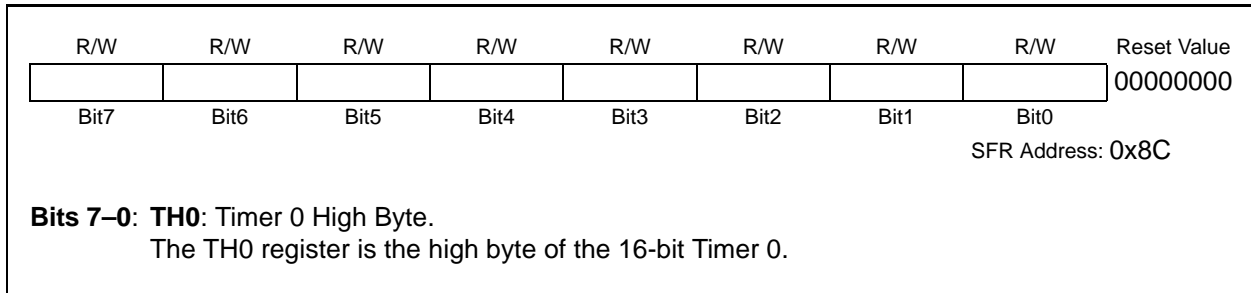 R/W R/W R/W R/W R/W R/W R/W R/W Reset Value
00000000
Bit7 Bit6 Bit5 Bit4 Bit3 Bit2 Bit1 Bit0
SFR Address: 0x8C
Bits 7–0: TH0: Timer 0 High Byte.
The TH0 register is the high byte of the 16-bit Timer 0.